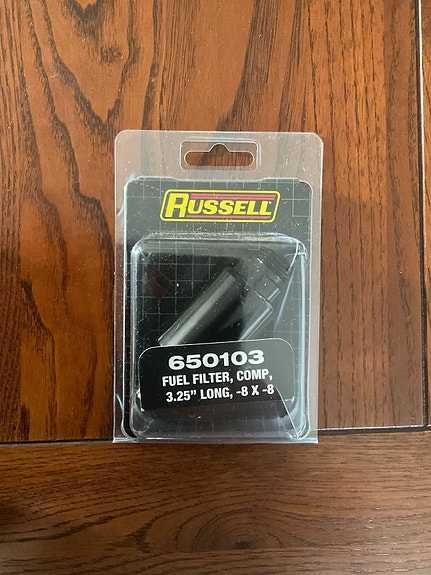 RUSSELL
650103
FUEL FILTER, COMP,
3.25" LONG, -8 X -8